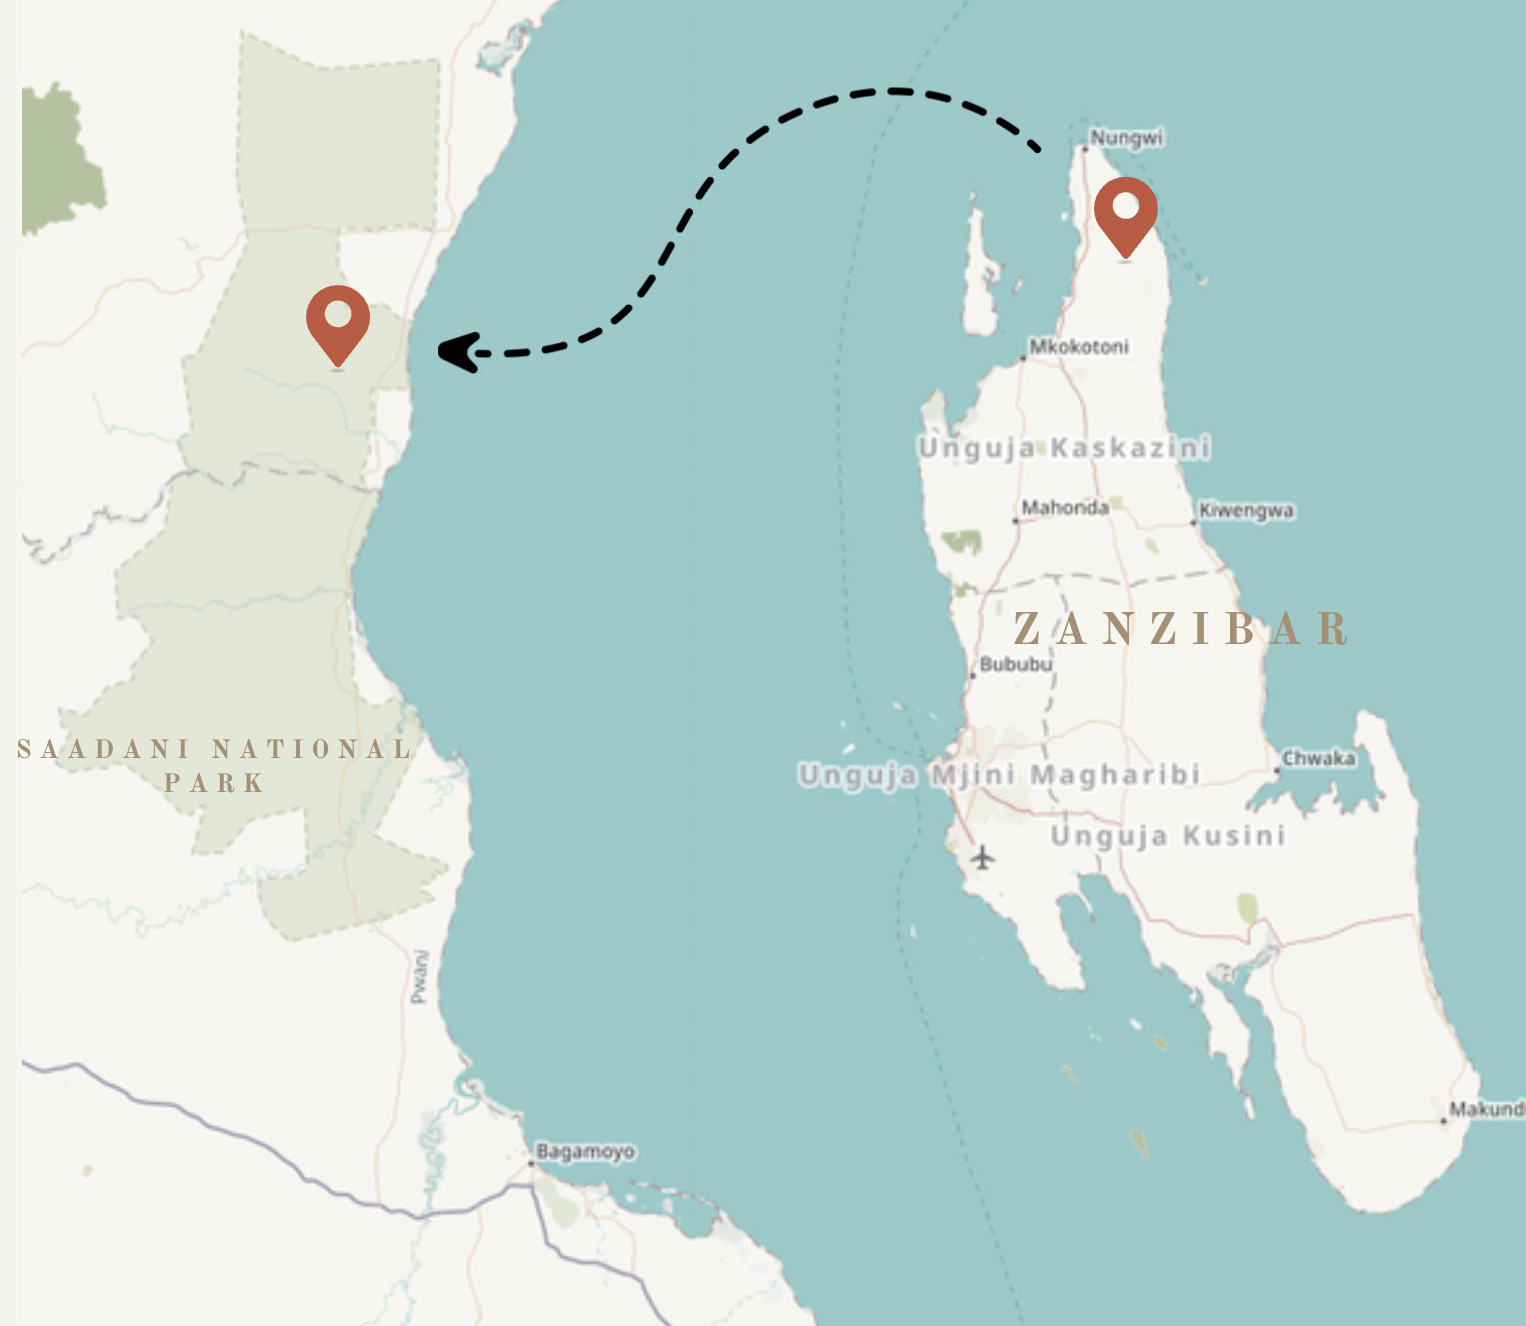 Nungwi
Mkokotoni
Unguja Kaskazini
Mahonda
Kiwengwa
ZANZIBAR
Bububu
SAADANI NATIONAL
PARK
Chwaka
Unguja Mjini Magharibi
Unguja Kusini
Pwani
Makund
Bagamoyo